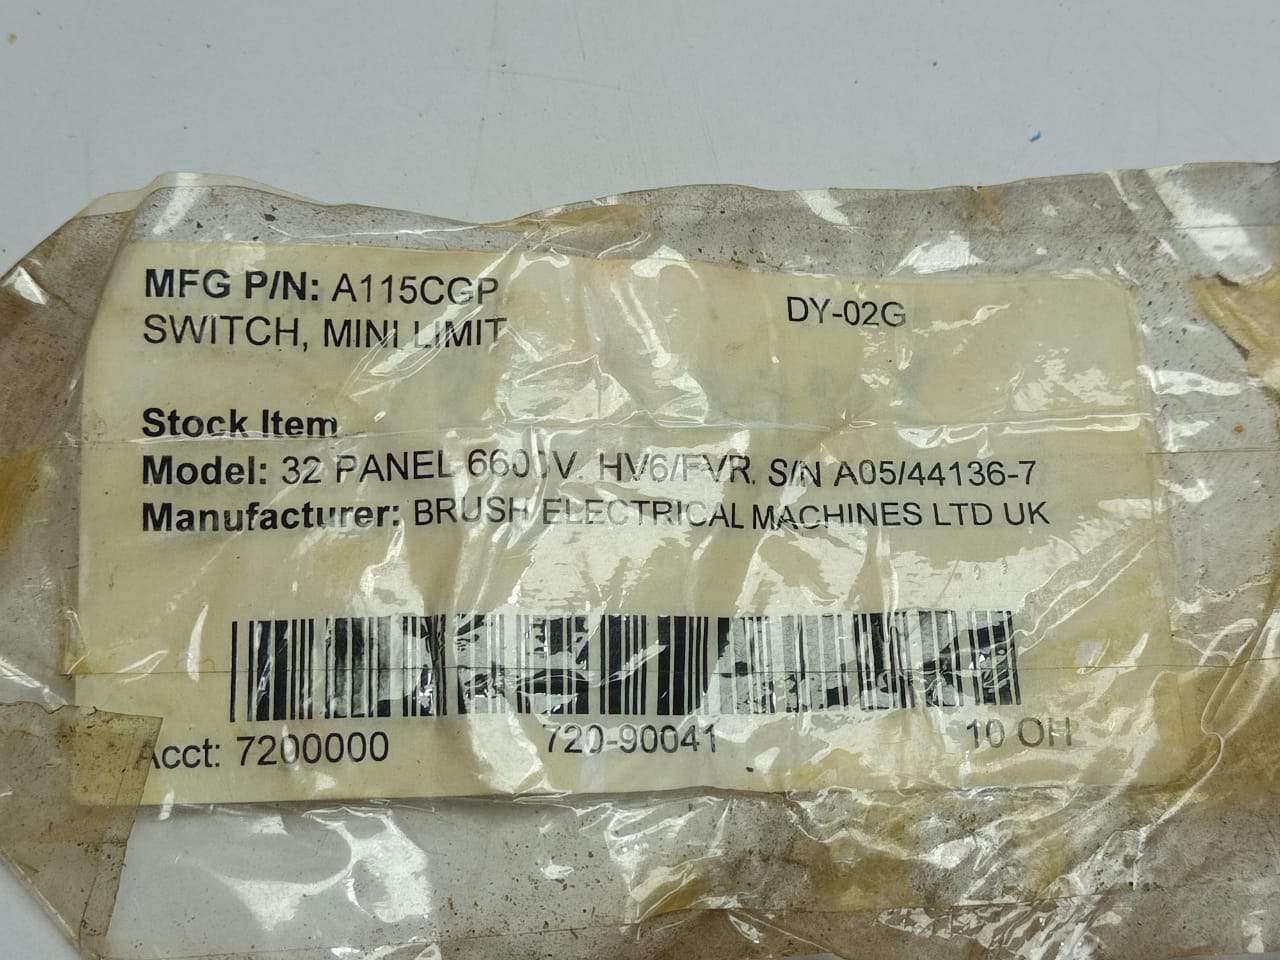 MFG P/N: A115CGP
DY-02G
SWITCH, MINI LIMIT
Stock Item
Model: 32 PANEL 6600V. HV6/FVR. S/N A05/44136-7
Manufacturer: BRUSH ELECTRICAL MACHINES LTD UK
Acct: 7200000 720-90041 10 OH